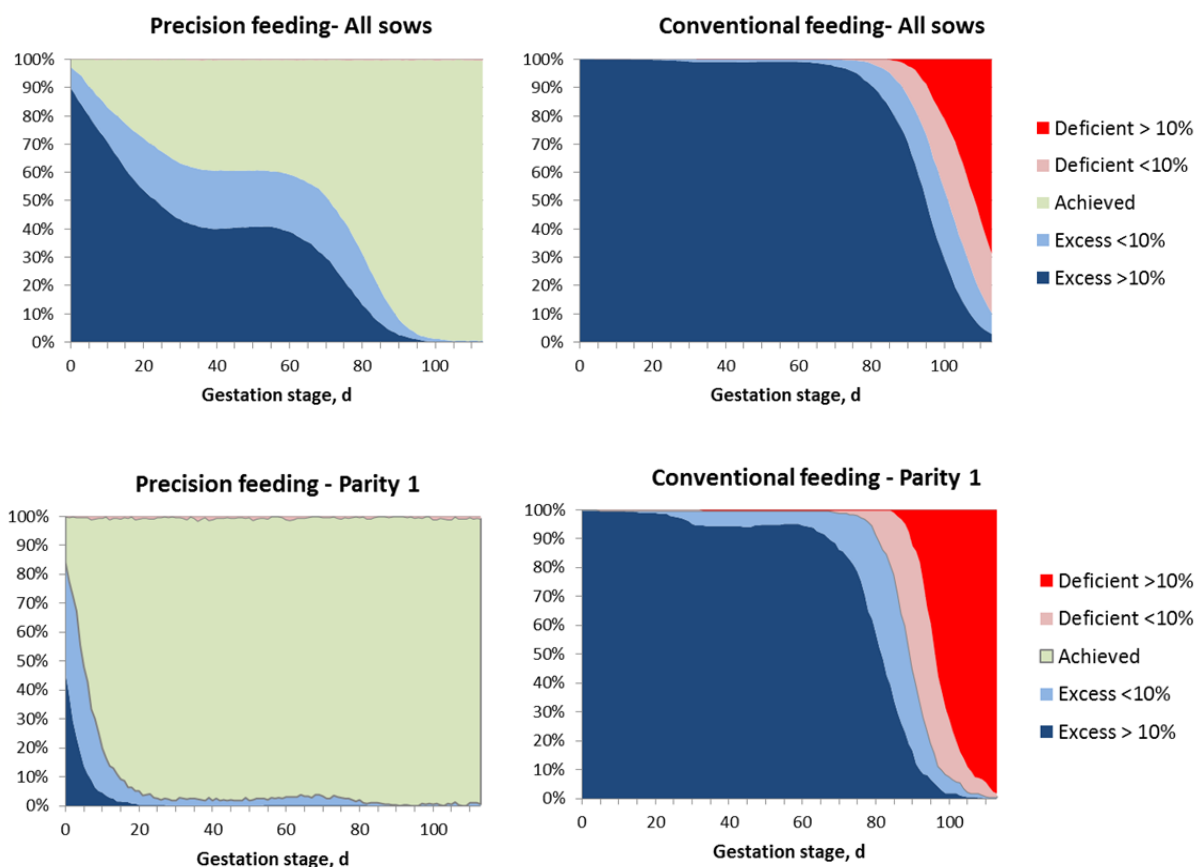 Precision feeding- All sows
100%
90%
80%
70%
60%
50%
40%
30%
20%
10%
0%
0 20 40 60 80 100
Gestation stage, d
Conventional feeding- All sows
100%
90%
80%
70%
60%
50%
40%
30%
20%
10%
0%
0 20 40 60 80 100
Gestation stage, d
Deficient > 10%
Deficient <10%
Achieved
Excess <10%
Excess >10%
Precision feeding - Parity 1
100%
90%
80%
70%
60%
50%
40%
30%
20%
10%
0%
0 20 40 60 80 100
Gestation stage, d
Conventional feeding - Parity 1
100%
90%
80%
70%
60%
50%
40%
30%
20%
10%
0%
0 20 40 60 80 100
Gestation stage, d
Deficient >10%
Deficient <10%
Achieved
Excess <10%
Excess > 10%